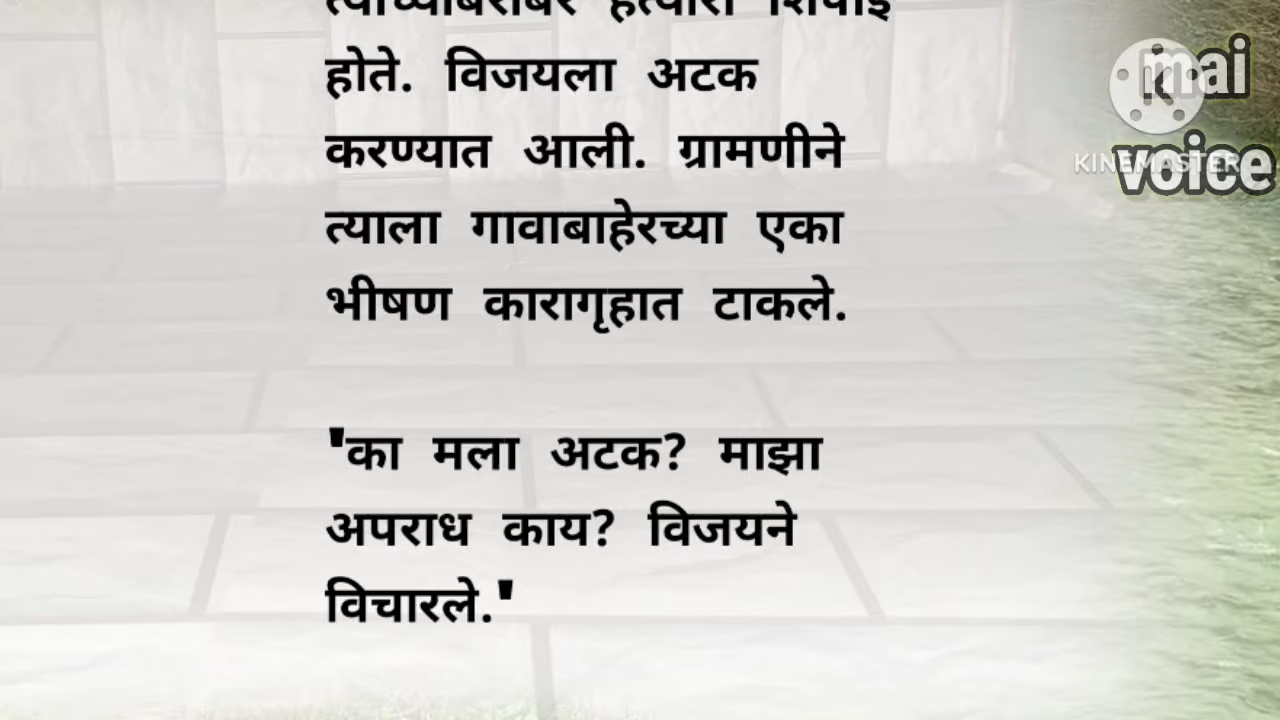 होते. विजयला अटक
करण्यात आली. ग्रामणीने
त्याला गावाबाहेरच्या एका
भीषण कारागृहात टाकले.
'का मला अटक? माझा
अपराध काय? विजयने
विचारले.'
mai
voice
KINEMASTER